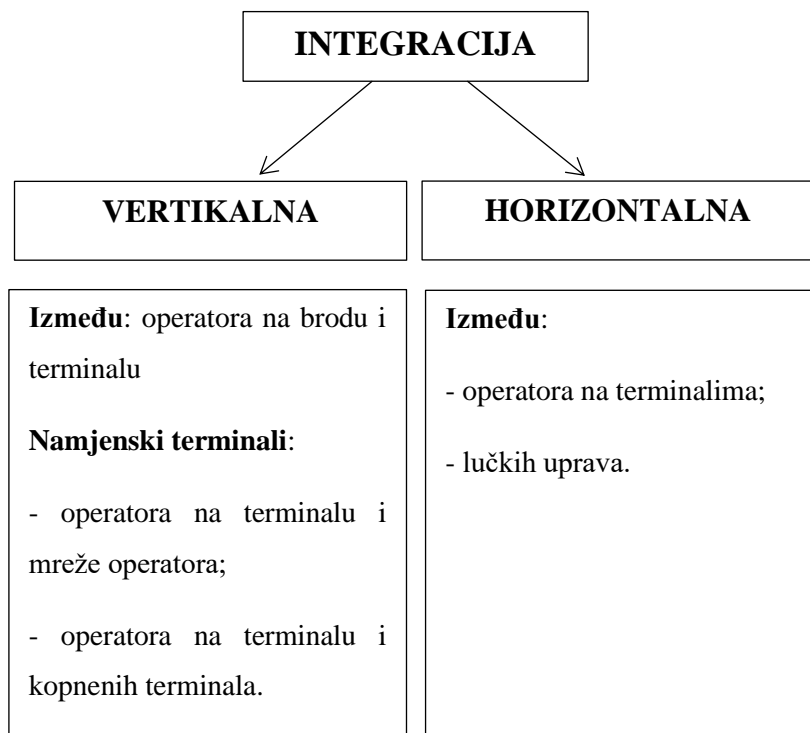 INTEGRACIJA
VERTIKALNA
HORIZONTALNA
Između: operatora na brodu i
terminalu
Namjenski terminali:
- operatora na terminalu i
mreže operatora;
- operatora na terminalu i
kopnenih terminala.
Između:
- operatora na terminalima;
- lučkih uprava.